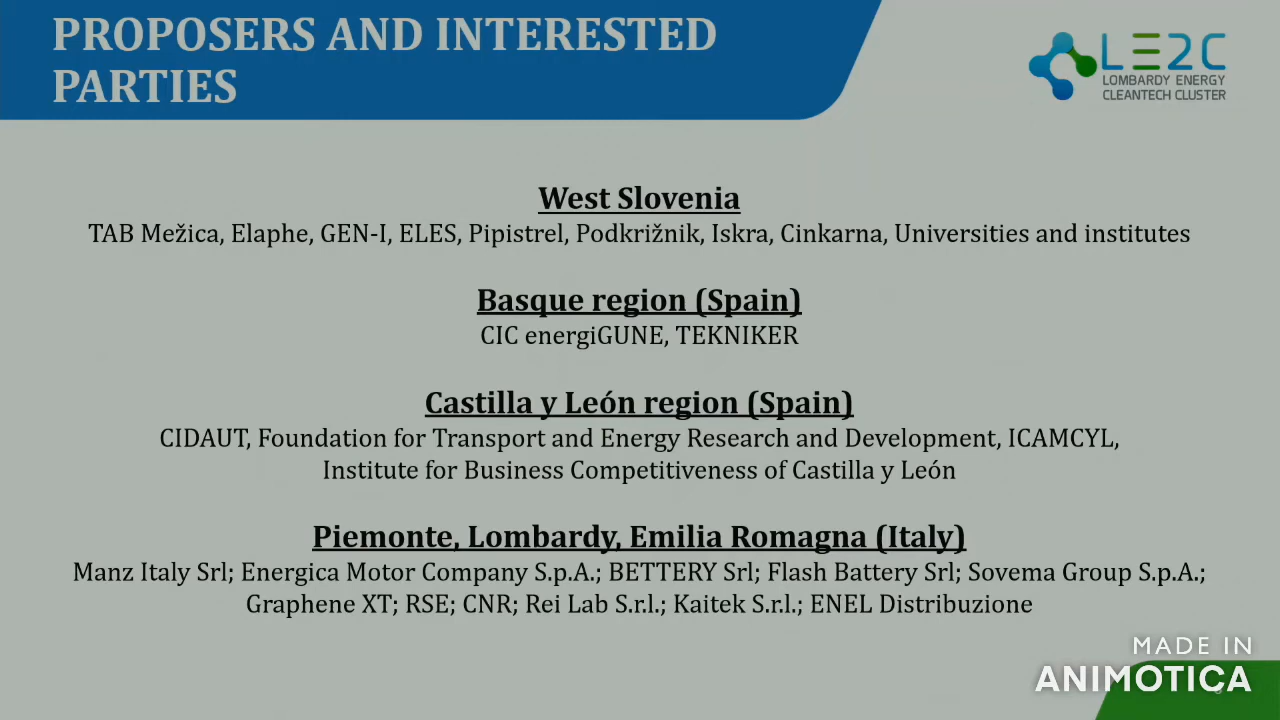 PROPOSERS AND INTERESTED
PARTIES
LE2C
LOMBARDY ENERGY
CLEANTECH CLUSTER
West Slovenia
TAB Mežica, Elaphe, GEN-I, ELES, Pipistrel, Podkrižnik, Iskra, Cinkarna, Universities and institutes
Basque region (Spain)
CIC energiGUNE, TEKNIKER
Castilla y León region (Spain)
CIDAUT, Foundation for Transport and Energy Research and Development, ICAMCYL,
Institute for Business Competitiveness of Castilla y León
Piemonte, Lombardy, Emilia Romagna (Italy)
Manz Italy Srl; Energica Motor Company S.p.A.; BETTERY Srl; Flash Battery Srl; Sovema Group S.p.A.;
Graphene XT; RSE; CNR; Rei Lab S.r.l.; Kaitek S.r.l.; ENEL Distribuzione
MADE IN
ANIMOTICA